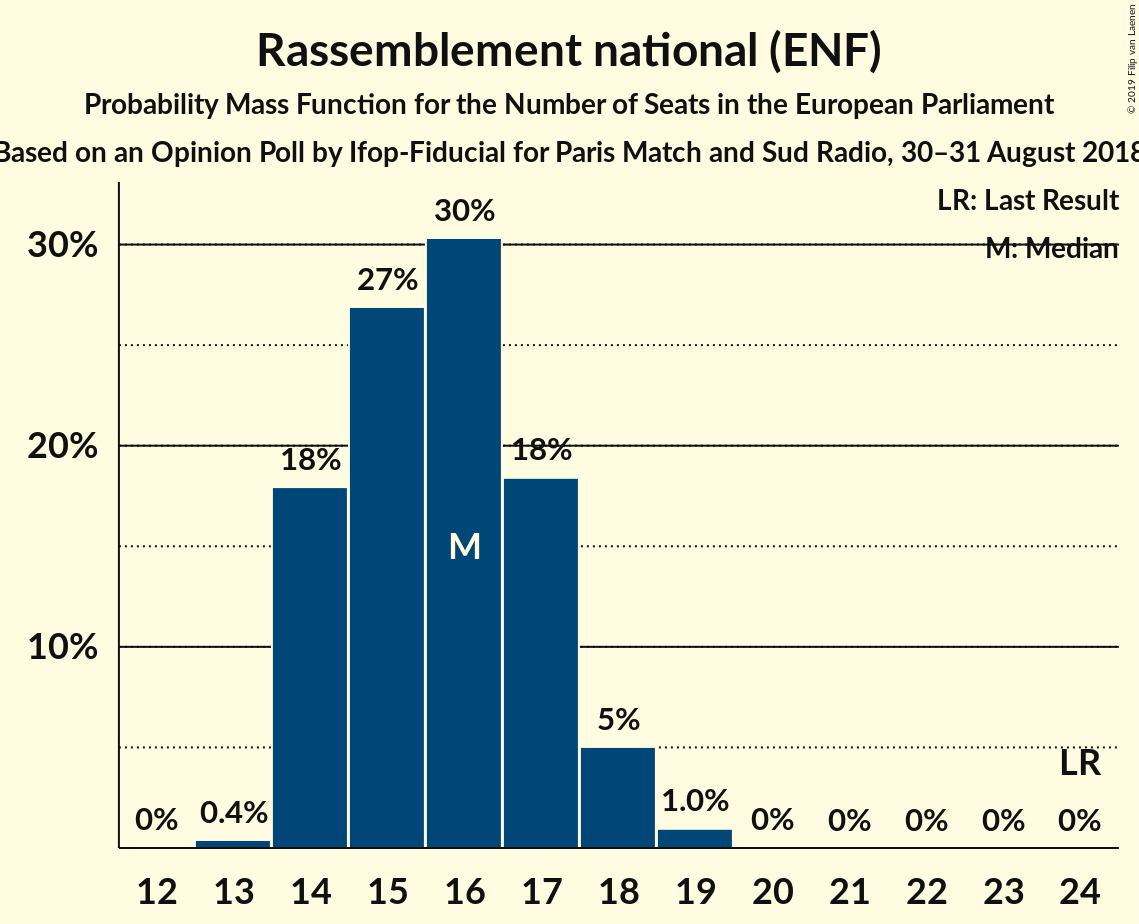 Rassemblement national (ENF)
Probability Mass Function for the Number of Seats in the European Parliament
Based on an Opinion Poll by Ifop-Fiducial for Paris Match and Sud Radio, 30–31 August 2018
© 2019 Filip van Laenen
LR: Last Result
M: Median
30%
20%
10%
0%
0.4%
18%
27%
30%
18%
5%
1.0%
0%
0%
0%
0%
0%
M
LR
12 13 14 15 16 17 18 19 20 21 22 23 24